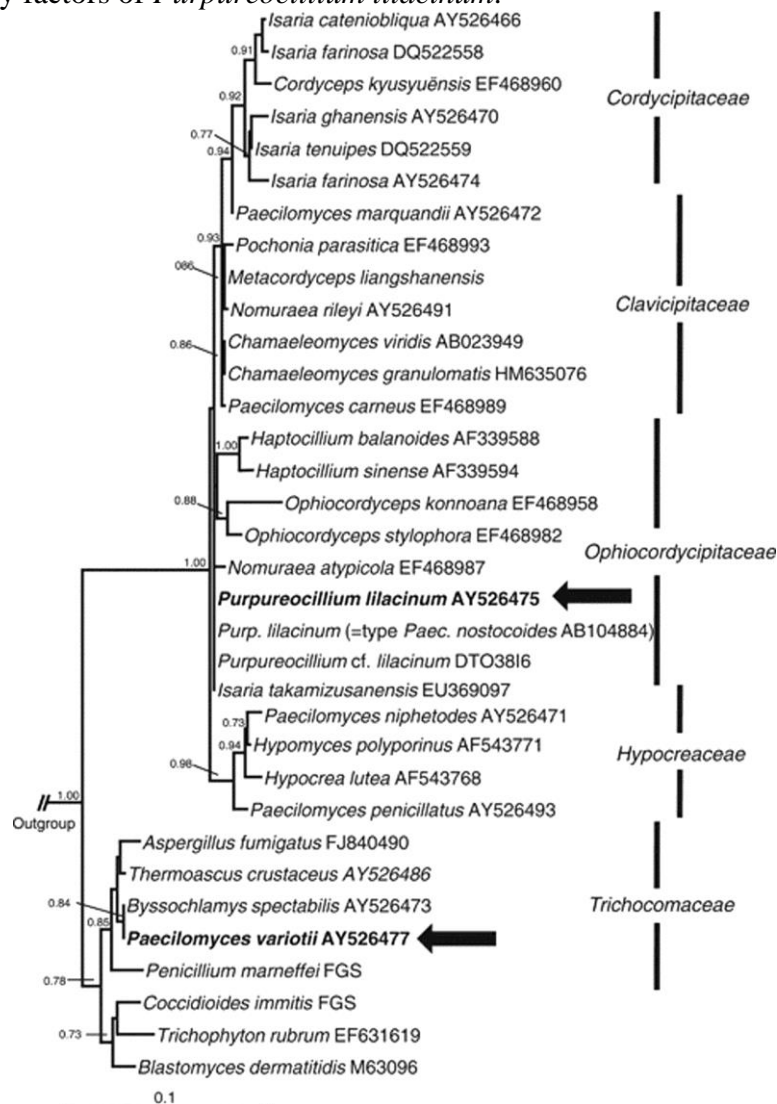 y factors of Purpureocillium lilacinum.
Isaria cateniobliqua AY526466
0.91
Isaria farinosa DQ522558
Cordyceps kyusyuënsis EF468960
Cordycipitaceae
0.92
Isaria ghanensis AY526470
0.77
Isaria tenuipes DQ522559
0.94
Isaria farinosa AY526474
Paecilomyces marquandii AY526472
0.93
Pochonia parasitica EF468993
086
Metacordyceps liangshanensis
Nomuraea rileyi AY526491
Clavicipitaceae
0.86
Chamaeleomyces viridis AB023949
Chamaeleomyces granulomatis HM635076
Paecilomyces carneus EF468989
1.00
Haptocillium balanoides AF339588
Haptocillium sinense AF339594
0.88
Ophiocordyceps konnoana EF468958
Ophiocordyceps stylophora EF468982
Ophiocordycipitaceae
1.00
Nomuraea atypicola EF468987
Purpureocillium lilacinum AY526475
Purp. lilacinum (=type Paec. nostocoides AB104884)
Purpureocillium cf. lilacinum DTO38I6
Isaria takamizusanensis EU369097
0.73
Paecilomyces niphetodes AY526471
0.94
Hypomyces polyporinus AF543771
Hypocreaceae
0.98
Hypocrea lutea AF543768
Paecilomyces penicillatus AY526493
1.00
Outgroup
Aspergillus fumigatus FJ840490
Thermoascus crustaceus AY526486
0.84
Byssochlamys spectabilis AY526473
Trichocomaceae
0.85
Paecilomyces variotii AY526477
Penicillium marneffei FGS
0.78
Coccidioides immitis FGS
0.73
Trichophyton rubrum EF631619
Blastomyces dermatitidis M63096
0.1